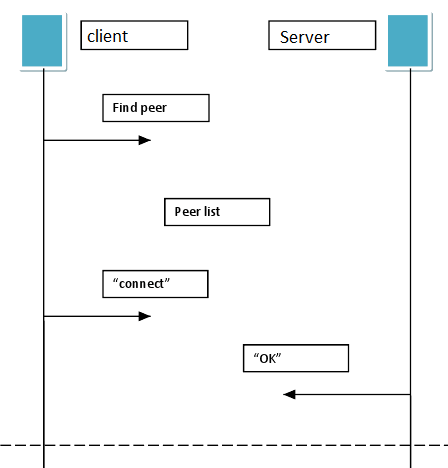 client
Server
Find peer
Peer list
“connect”
“OK”